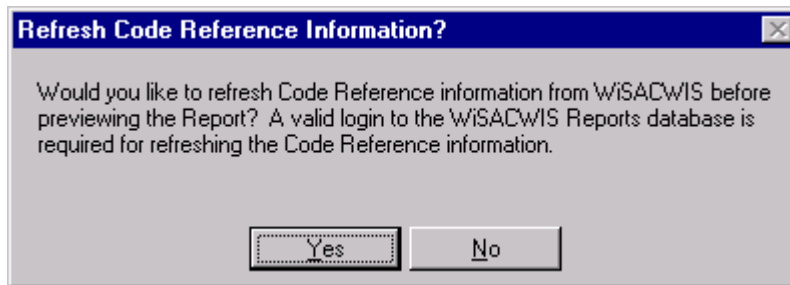 Refresh Code Reference Information?
Would you like to refresh Code Reference information from WiSACWIS before
previewing the Report? A valid login to the WiSACWIS Reports database is
required for refreshing the Code Reference information.
Yes No